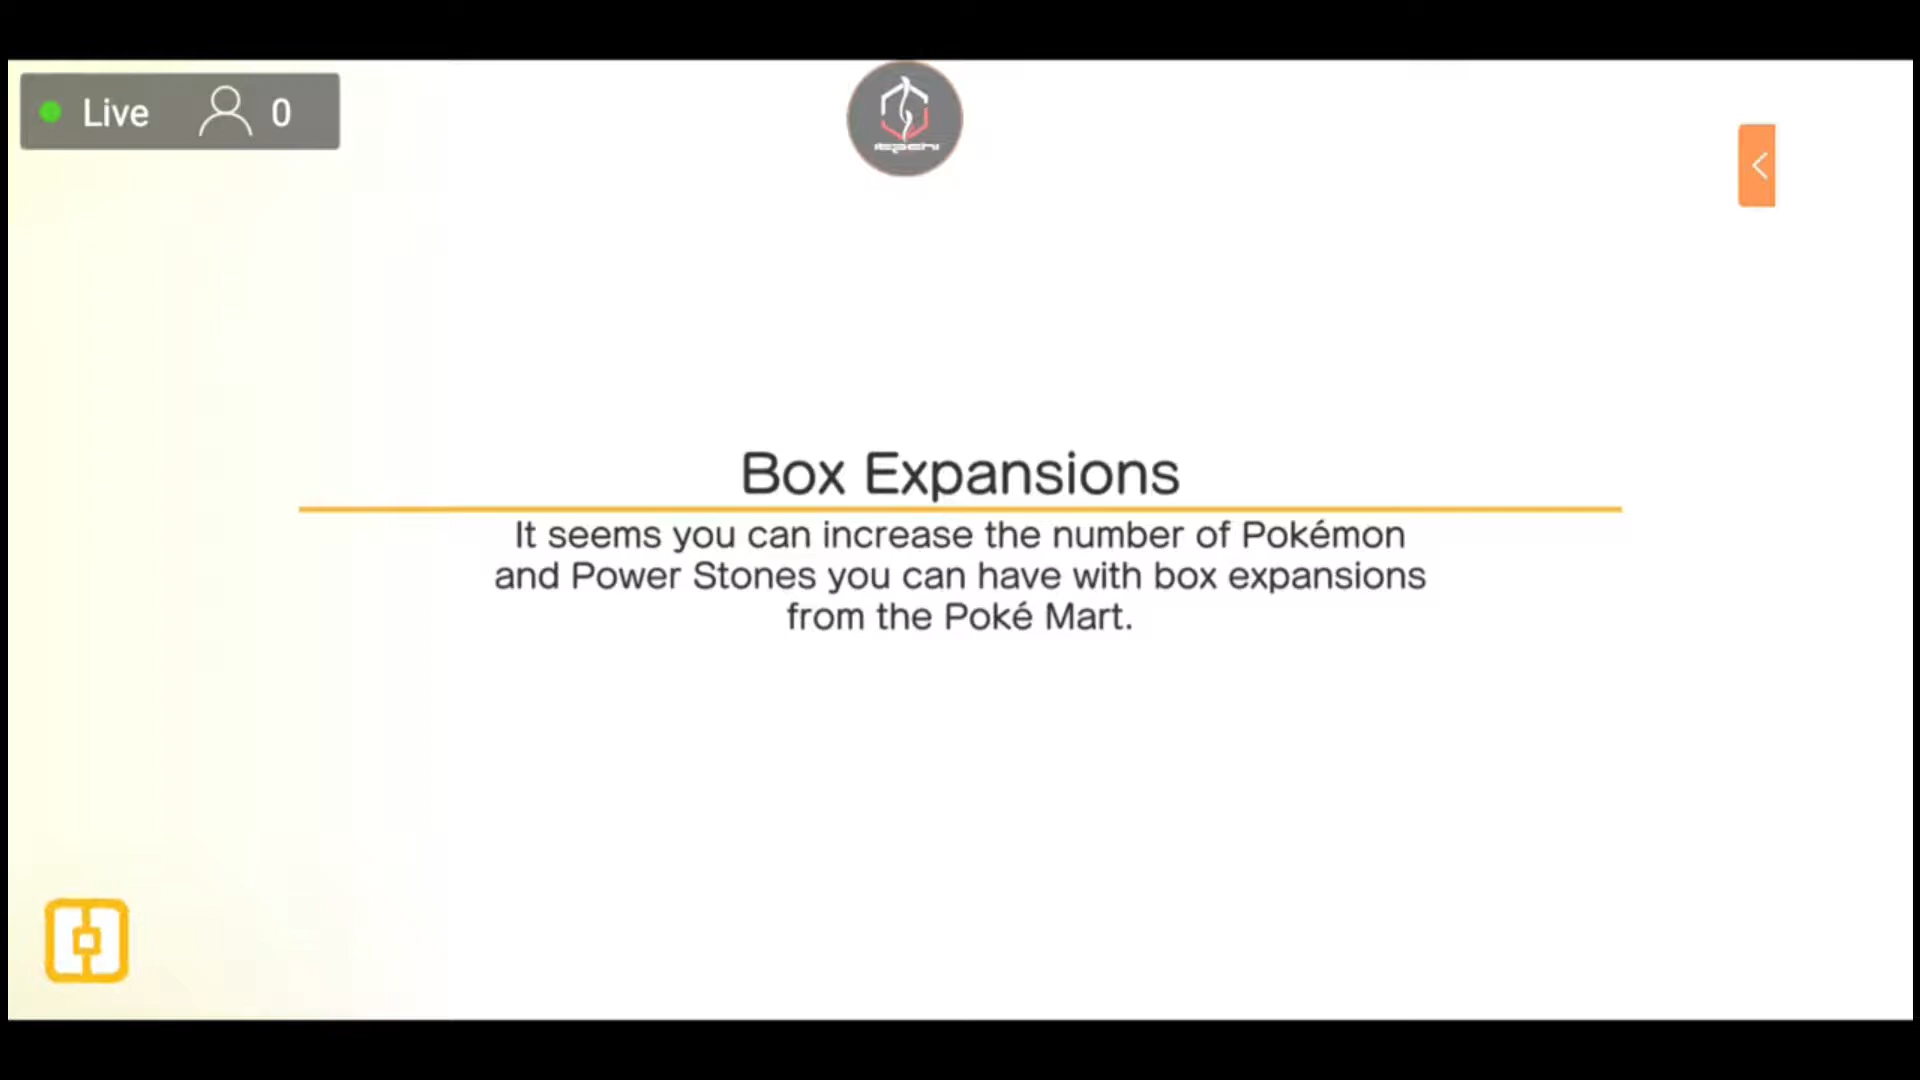 Live 0
ITACHI
Box Expansions
It seems you can increase the number of Pokémon
and Power Stones you can have with box expansions
from the Poké Mart.